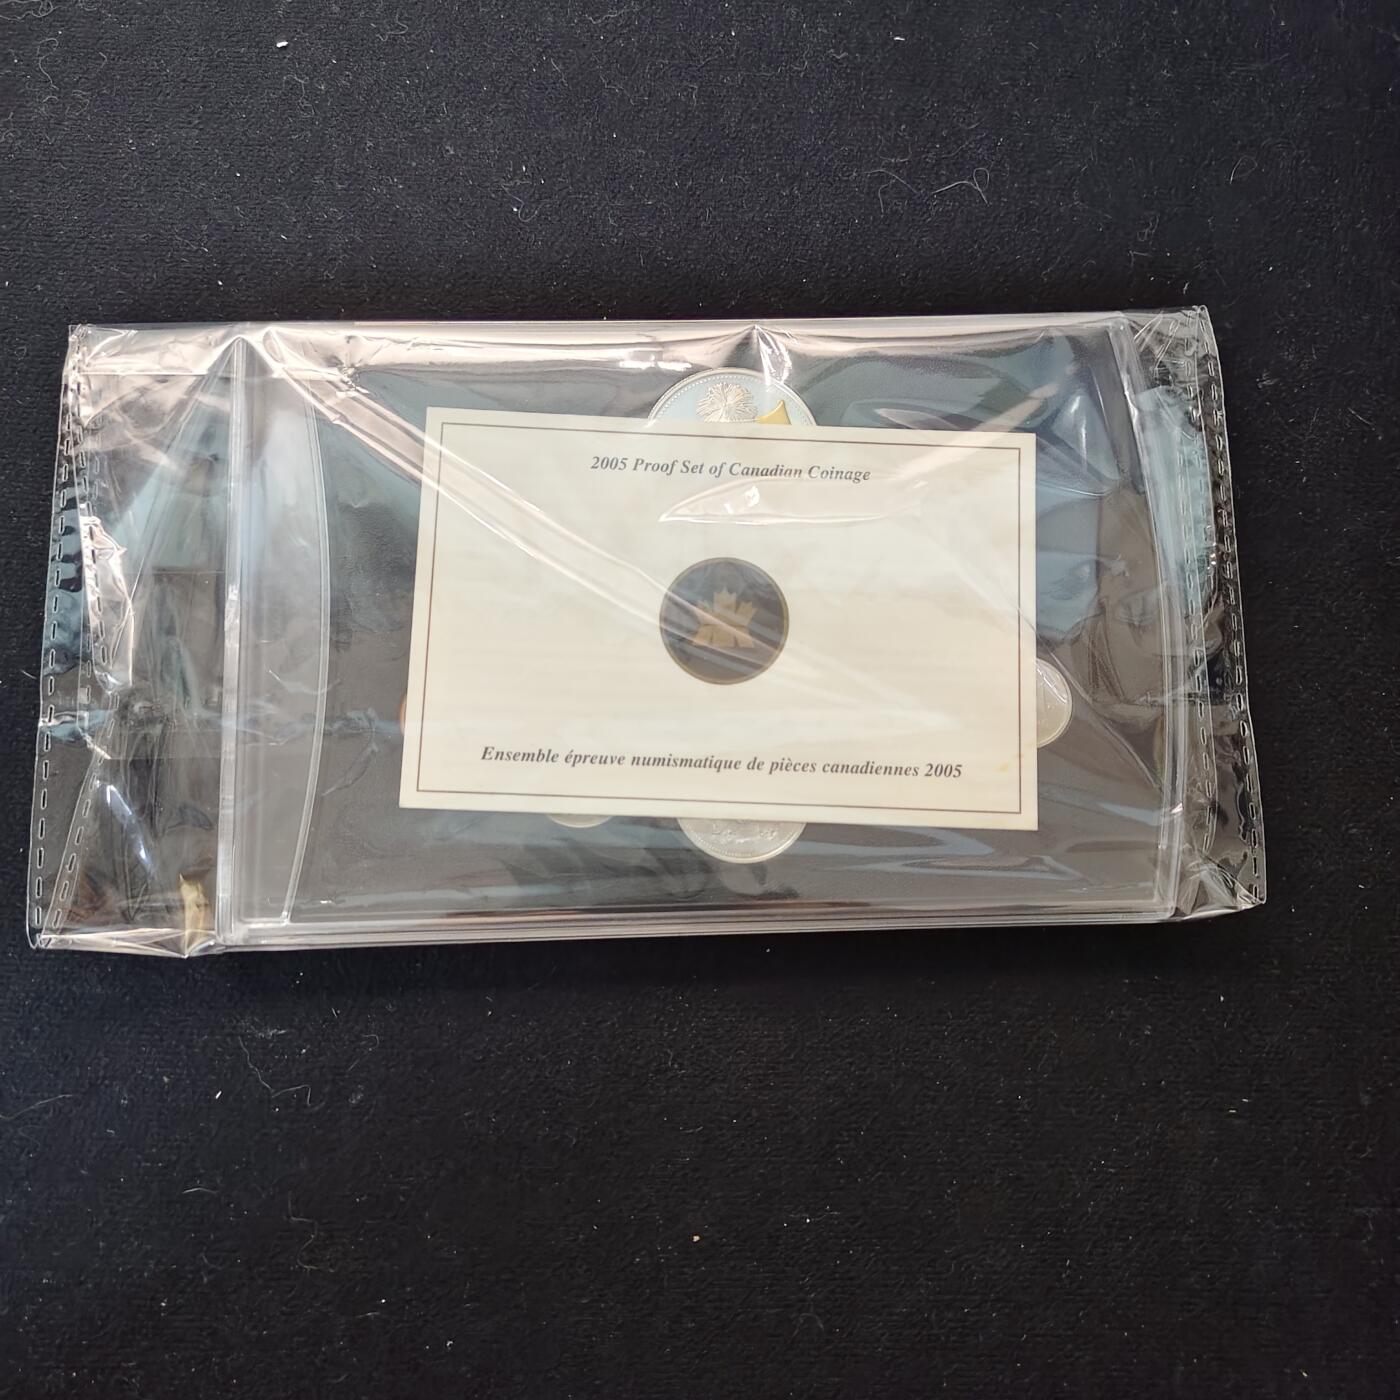 2005 Proof Set of Canadian Coinage
Ensemble épreuve numismatique de pièces canadiennes 2005